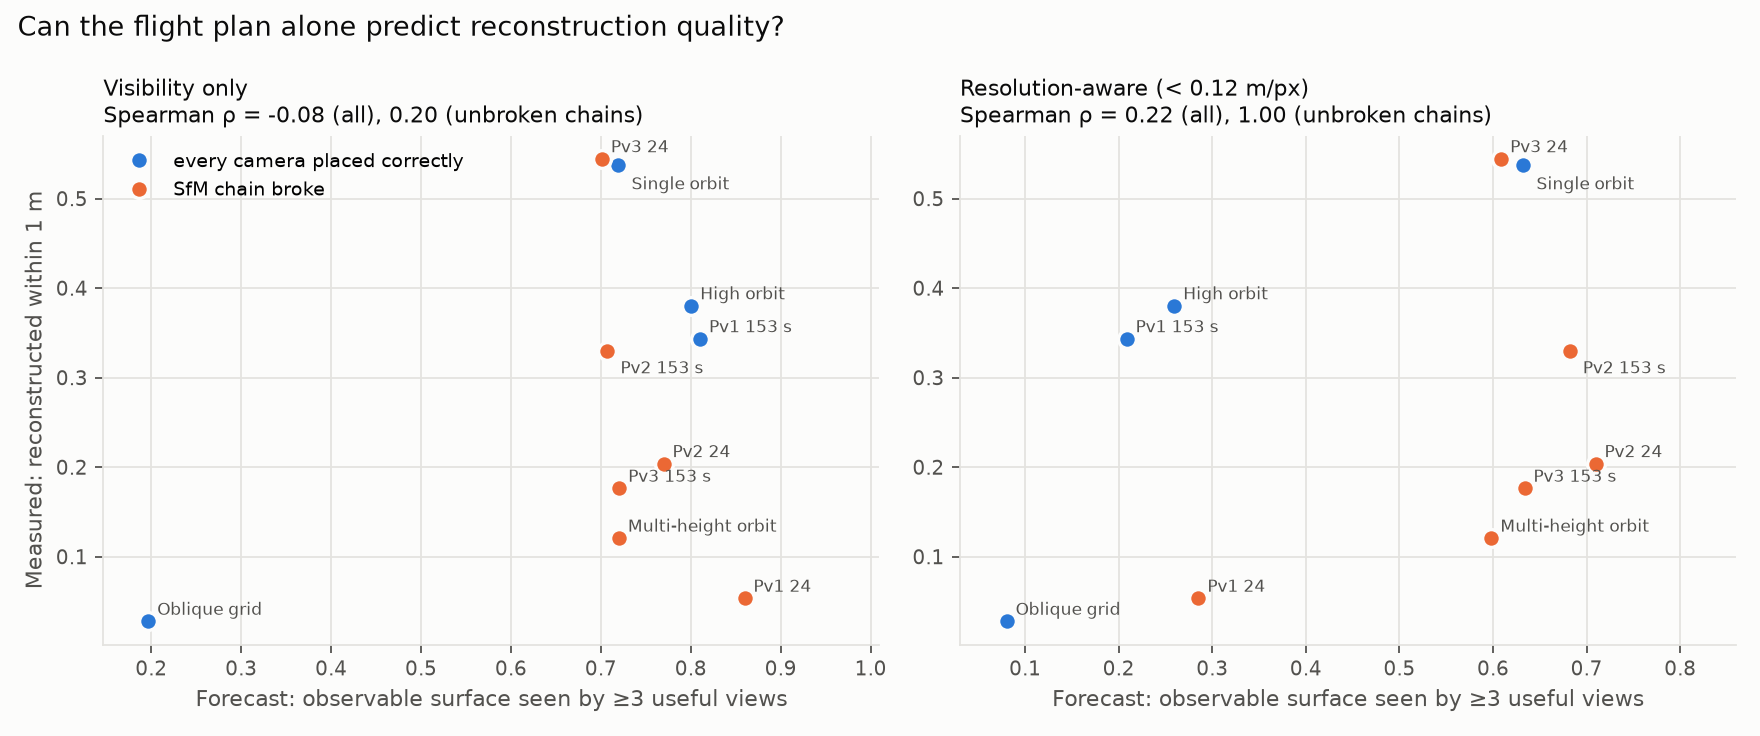 Can the flight plan alone predict reconstruction quality?
Visibility only
Spearman ρ = -0.08 (all), 0.20 (unbroken chains)
every camera placed correctly
SfM chain broke
Pv3 24
Single orbit
High orbit
Pv1 153 s
Pv2 153 s
Pv2 24
Pv3 153 s
Multi-height orbit
Pv1 24
Oblique grid
Measured: reconstructed within 1 m
0.5
0.4
0.3
0.2
0.1
0.2 0.3 0.4 0.5 0.6 0.7 0.8 0.9 1.0
Forecast: observable surface seen by ≥3 useful views
Resolution-aware (< 0.12 m/px)
Spearman ρ = 0.22 (all), 1.00 (unbroken chains)
Pv3 24
Single orbit
High orbit
Pv1 153 s
Pv2 153 s
Pv2 24
Pv3 153 s
Multi-height orbit
Pv1 24
Oblique grid
0.5
0.4
0.3
0.2
0.1
0.1 0.2 0.3 0.4 0.5 0.6 0.7 0.8
Forecast: observable surface seen by ≥3 useful views